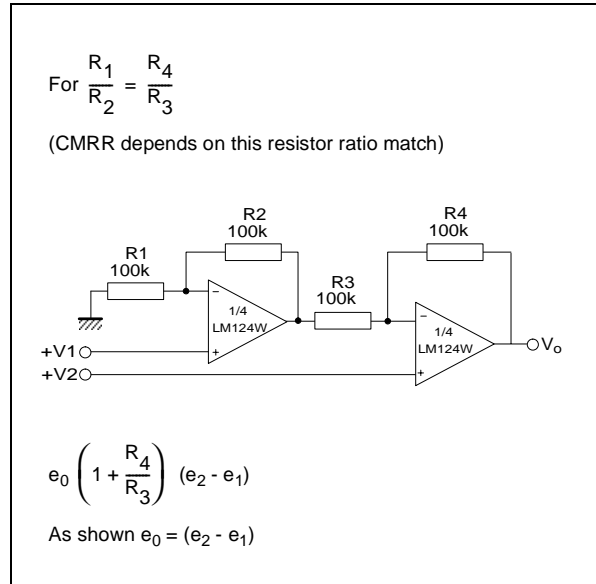 For R1/R2 = R4/R3
(CMRR depends on this resistor ratio match)
R2
100k
R4
100k
R1
100k
R3
100k
1/4
LM124W
1/4
LM124W
+V1
+V2
Vo
e0 (1 + R4/R3) (e2 - e1)
As shown e0 = (e2 - e1)